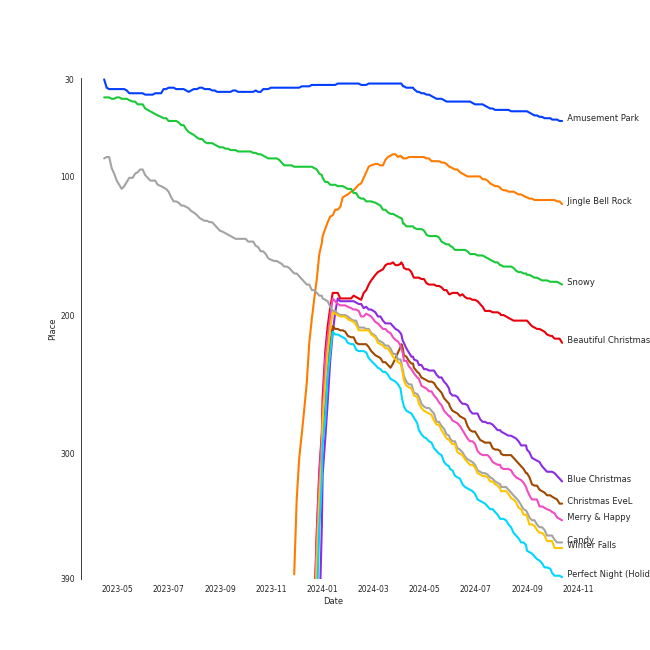 30
100
200
300
390
Place
2023-05
2023-07
2023-09
2023-11
2024-01
2024-03
2024-05
2024-07
2024-09
2024-11
Date
Amusement Park
Jingle Bell Rock
Snowy
Beautiful Christmas
Blue Christmas
Christmas EveL
Merry & Happy
Candy
Winter Falls
Perfect Night (Holid